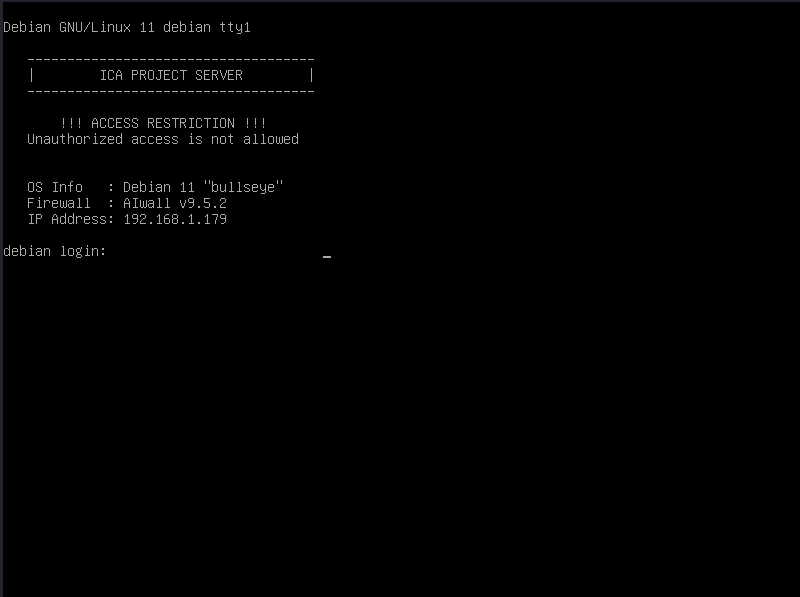 Debian GNU/Linux 11 debian tty1
------------------------------------
|        ICA PROJECT SERVER        |
------------------------------------
!!! ACCESS RESTRICTION !!!
Unauthorized access is not allowed
OS Info   : Debian 11 "bullseye"
Firewall  : AIwall v9.5.2
IP Address: 192.168.1.179
debian login: